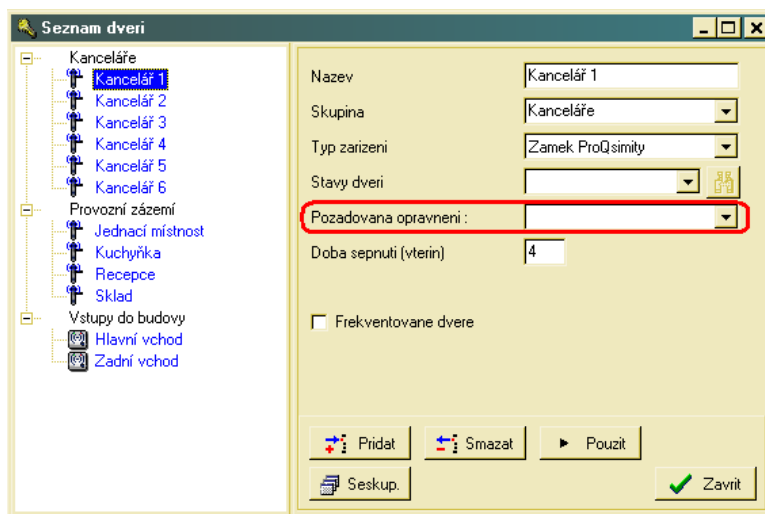 Seznam dveri
Kanceláře
Kancelář 1
Kancelář 2
Kancelář 3
Kancelář 4
Kancelář 5
Kancelář 6
Provozní zázemí
Jednací místnost
Kuchyňka
Recepce
Sklad
Vstupy do budovy
Hlavní vchod
Zadní vchod
Nazev Kancelář 1
Skupina Kanceláře
Typ zarizeni Zamek ProQsimity
Stavy dveri
Pozadovana opravneni :
Doba sepnuti (vterin) 4
Frekventovane dvere
Pridat Smazat Pouzit
Seskup. Zavrit